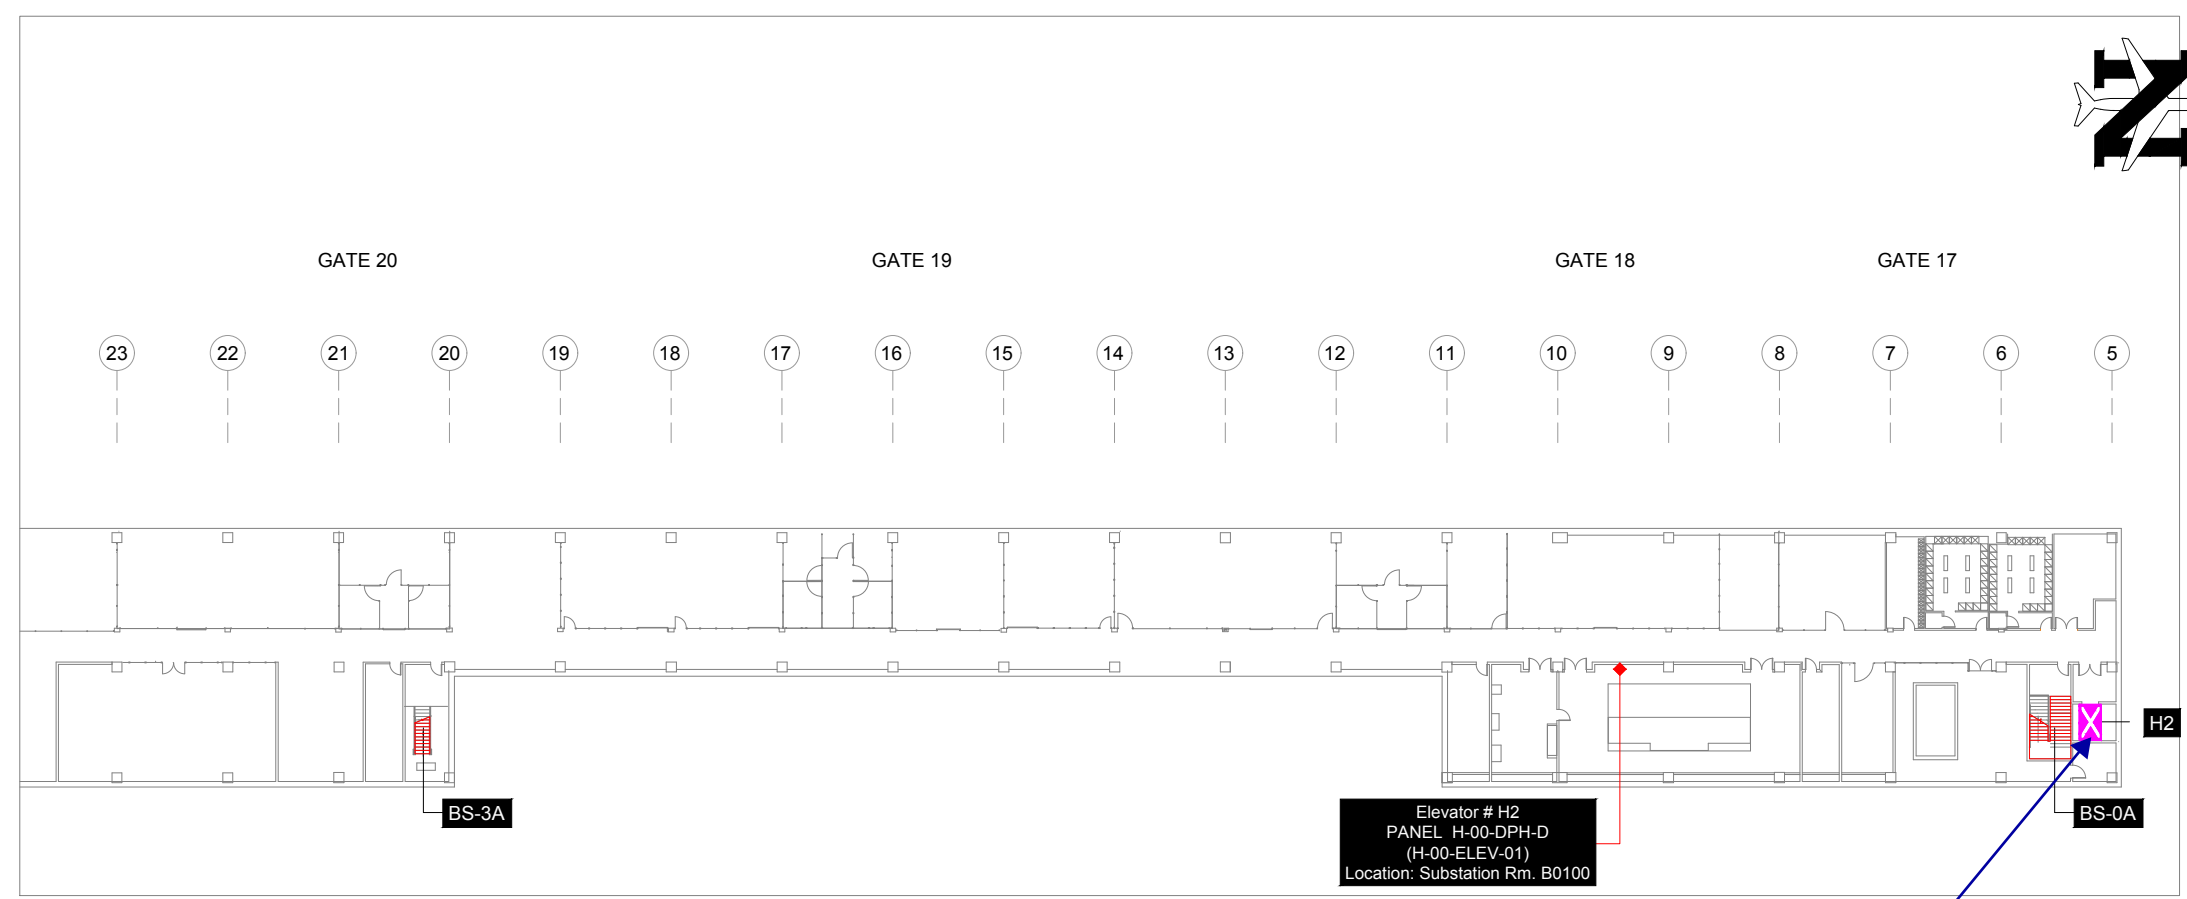 N
GATE 20 GATE 19 GATE 18 GATE 17
23 22 21 20 19 18 17 16 15 14 13 12 11 10 9 8 7 6 5
H2
BS-3A
Elevator # H2
PANEL H-00-DPH-D
(H-00-ELEV-01)
Location: Substation Rm. B0100
BS-0A